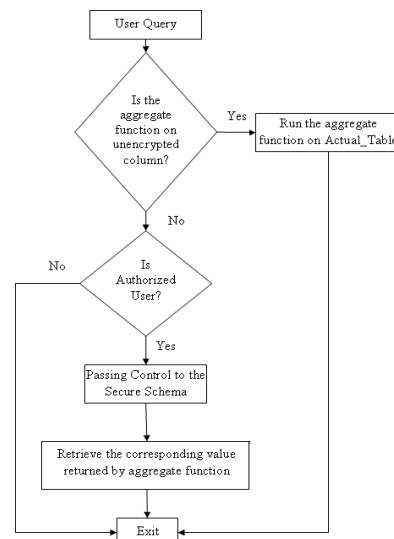 User Query
Is the
aggregate
function on
unencrypted
column?
Yes
Run the aggregate
function on Actual_Table
No
Is
Authorized
User?
No
Yes
Passing Control to the
Secure Schema
Retrieve the corresponding value
returned by aggregate function
Exit